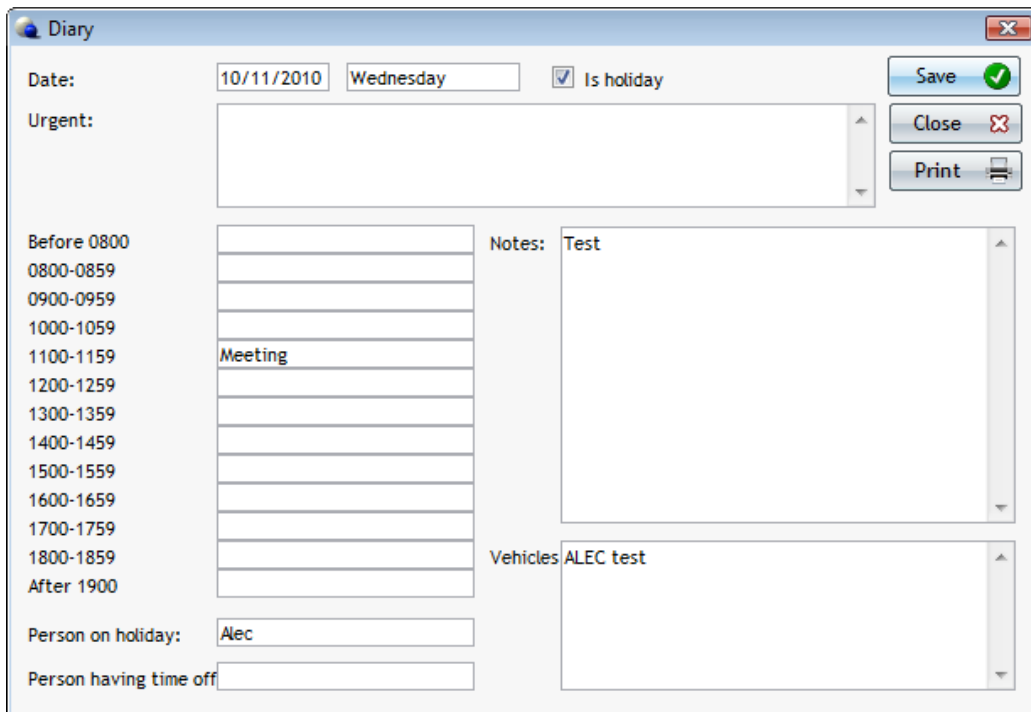 Diary
Date: 10/11/2010 Wednesday Is holiday Save
Urgent: Close
Print
Before 0800 Notes: Test
0800-0859
0900-0959
1000-1059
1100-1159 Meeting
1200-1259
1300-1359
1400-1459
1500-1559
1600-1659
1700-1759
1800-1859 Vehicles ALEC test
After 1900
Person on holiday: Alec
Person having time off